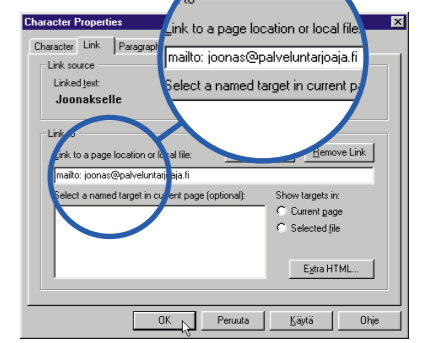 Character Properties
Character Link Paragraph
Link source
Linked text:
Joonakselle
Link to a page location or local file:
mailto: joonas@palveluntarjoaja.fi
Select a named target in current pa
Link to
Link to a page location or local file:
Remove Link
mailto: joonas@palveluntarjoaja.fi
Select a named target in current page (optional):
Show targets in:
Current page
Selected file
Extra HTML...
OK Peruuta Käytä Ohje